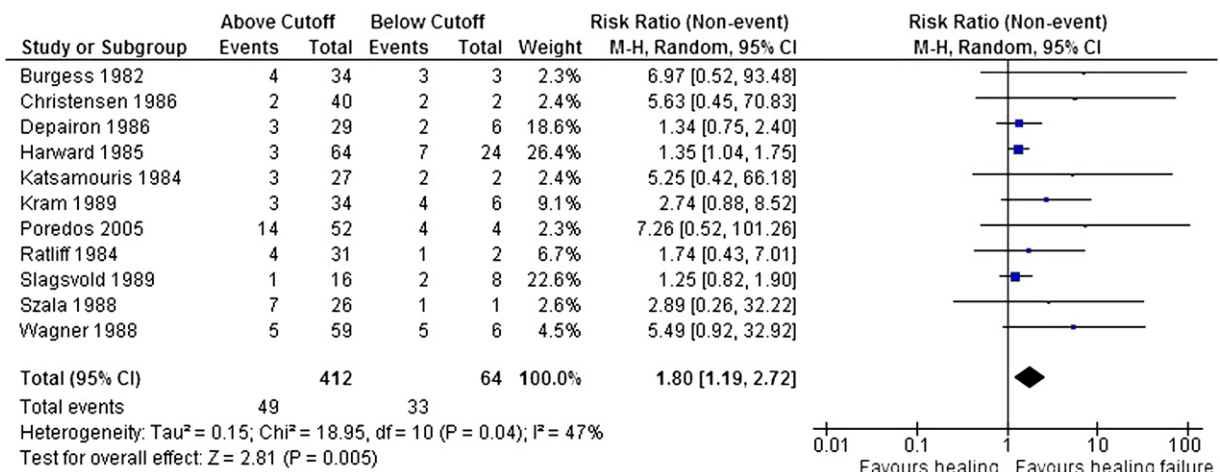 Above Cutoff Below Cutoff Risk Ratio (Non-event) Risk Ratio (Non-event)
Study or Subgroup Events Total Events Total Weight M-H, Random, 95% CI M-H, Random, 95% CI
Burgess 1982 4 34 3 3 2.3% 6.97 [0.52, 93.48]
Christensen 1986 2 40 2 2 2.4% 5.63 [0.45, 70.83]
Depairon 1986 3 29 2 6 18.6% 1.34 [0.75, 2.40]
Harward 1985 3 64 7 24 26.4% 1.35 [1.04, 1.75]
Katsamouris 1984 3 27 2 2 2.4% 5.25 [0.42, 66.18]
Kram 1989 3 34 4 6 9.1% 2.74 [0.88, 8.52]
Poredos 2005 14 52 4 4 2.3% 7.26 [0.52, 101.26]
Ratliff 1984 4 31 1 2 6.7% 1.74 [0.43, 7.01]
Slagsvold 1989 1 16 2 8 22.6% 1.25 [0.82, 1.90]
Szala 1988 7 26 1 1 2.6% 2.89 [0.26, 32.22]
Wagner 1988 5 59 5 6 4.5% 5.49 [0.92, 32.92]
Total (95% CI) 412 64 100.0% 1.80 [1.19, 2.72]
Total events 49 33
Heterogeneity: Tau² = 0.15; Chi² = 18.95, df = 10 (P = 0.04); I² = 47%
Test for overall effect: Z = 2.81 (P = 0.005)
0.01 0.1 1 10 100
Favours healing Favours healing failure